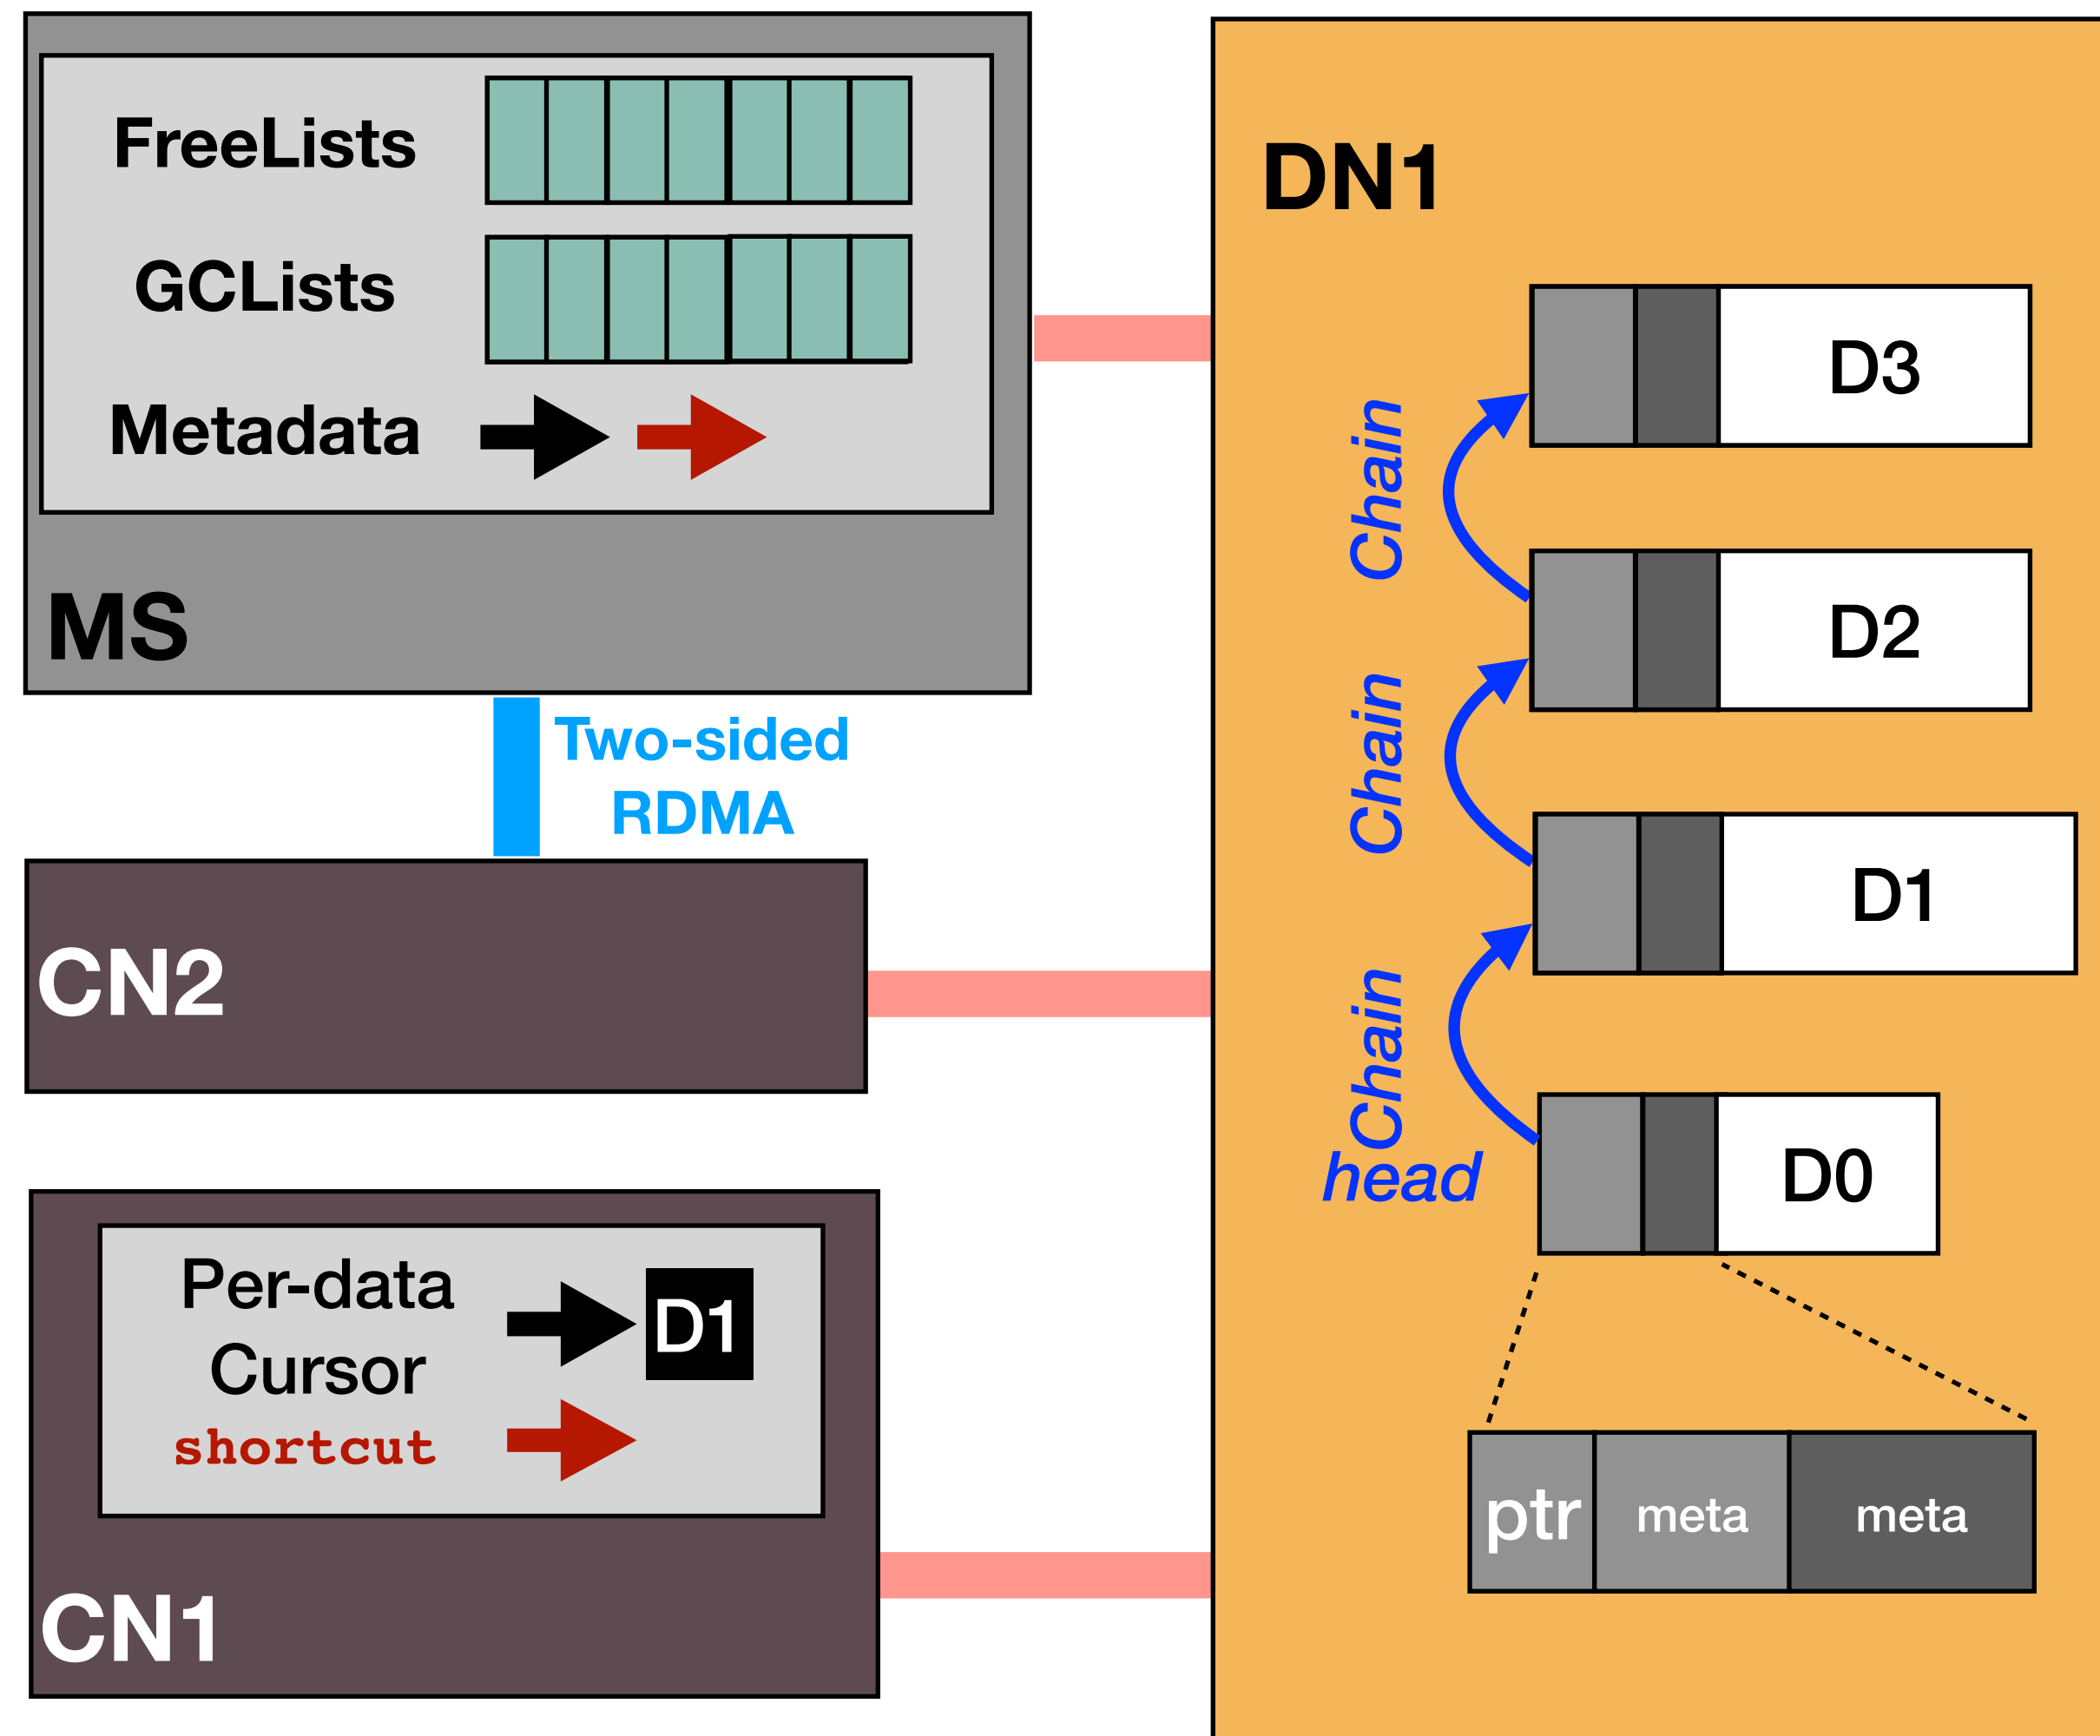 FreeLists
GCLists
Metadata
MS
Two-sided
RDMA
CN2
Per-data
Cursor
D1
shortcut
CN1
DN1
D3
Chain
D2
Chain
D1
Chain
head
D0
ptr
meta
meta